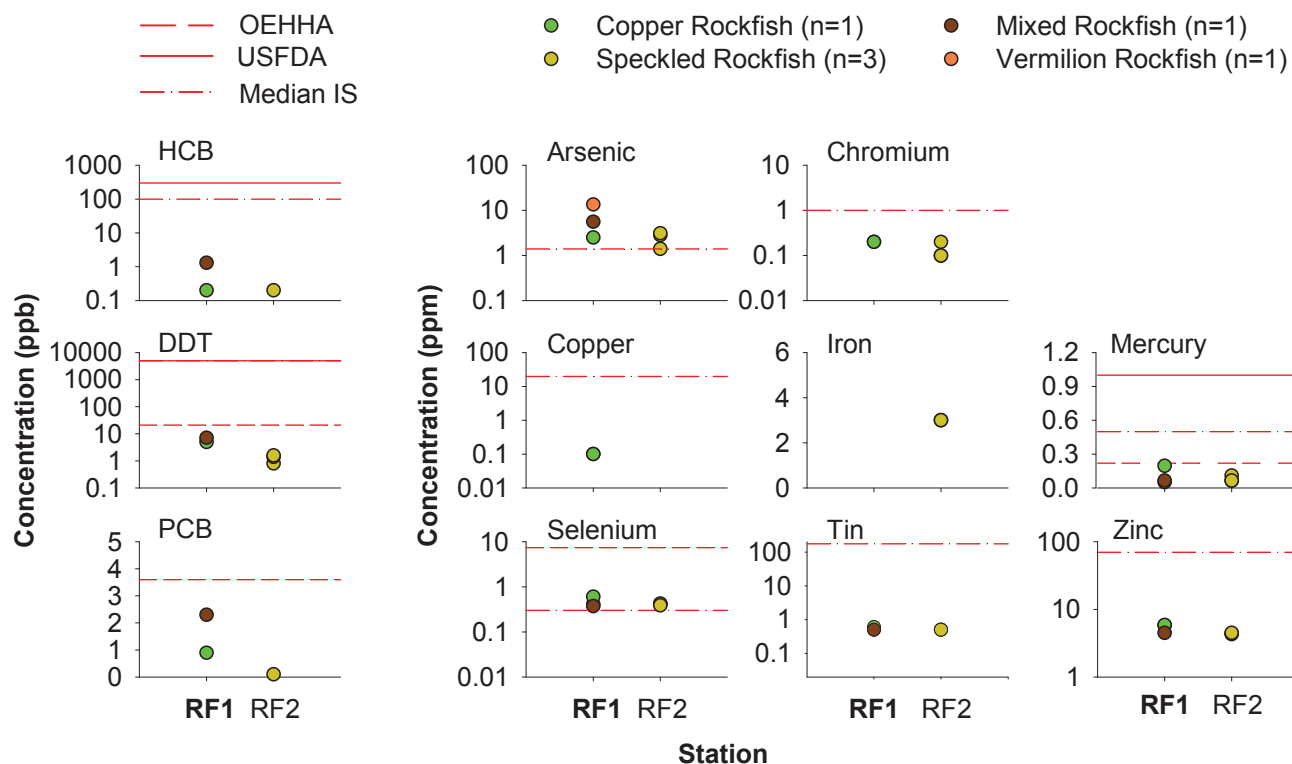 OEHHA
USFDA
Median IS
Copper Rockfish (n=1)
Speckled Rockfish (n=3)
Mixed Rockfish (n=1)
Vermilion Rockfish (n=1)
Concentration (ppb)
HCB
1000
100
10
1
0.1
DDT
10000
1000
100
10
1
0.1
PCB
5
4
3
2
1
0
RF1 RF2
Concentration (ppm)
Arsenic
100
10
1
0.1
Chromium
10
1
0.1
0.01
Copper
100
10
1
0.1
0.01
Iron
6
4
2
0
Mercury
1.2
0.9
0.6
0.3
0.0
Selenium
10
1
0.1
0.01
Tin
100
10
1
0.1
Zinc
100
10
1
RF1 RF2
RF1 RF2
RF1 RF2
Station